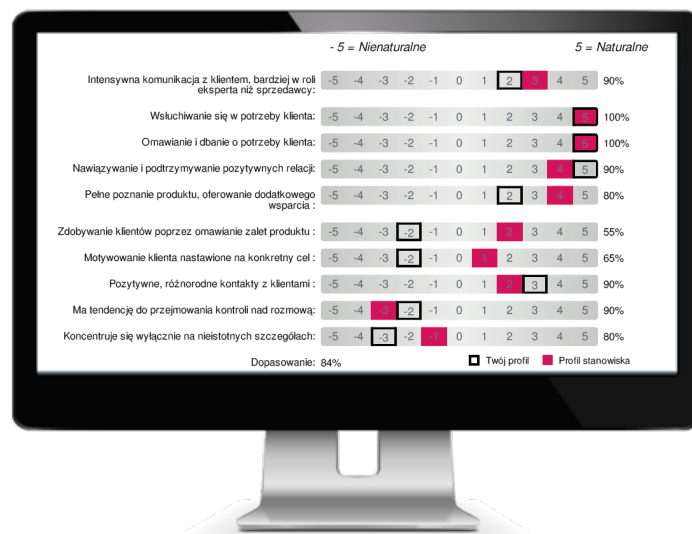 - 5 = Nienaturalne 5 = Naturalne
Intensywna komunikacja z klientem, bardziej w roli
eksperta niż sprzedawcy: -5 -4 -3 -2 -1 0 1 2 3 4 5 90%
Wsłuchiwanie się w potrzeby klienta: -5 -4 -3 -2 -1 0 1 2 3 4 5 100%
Omawianie i dbanie o potrzeby klienta: -5 -4 -3 -2 -1 0 1 2 3 4 5 100%
Nawiązywanie i podtrzymywanie pozytywnych relacji: -5 -4 -3 -2 -1 0 1 2 3 4 5 90%
Pełne poznanie produktu, oferowanie dodatkowego
wsparcia : -5 -4 -3 -2 -1 0 1 2 3 4 5 80%
Zdobywanie klientów poprzez omawianie zalet produktu : -5 -4 -3 -2 -1 0 1 2 3 4 5 55%
Motywowanie klienta nastawione na konkretny cel : -5 -4 -3 -2 -1 0 1 2 3 4 5 65%
Pozytywne, różnorodne kontakty z klientami : -5 -4 -3 -2 -1 0 1 2 3 4 5 90%
Ma tendencję do przejmowania kontroli nad rozmową: -5 -4 -3 -2 -1 0 1 2 3 4 5 90%
Koncentruje się wyłącznie na nieistotnych szczegółach: -5 -4 -3 -2 -1 0 1 2 3 4 5 80%
Dopasowanie: 84% Twój profil Profil stanowiska